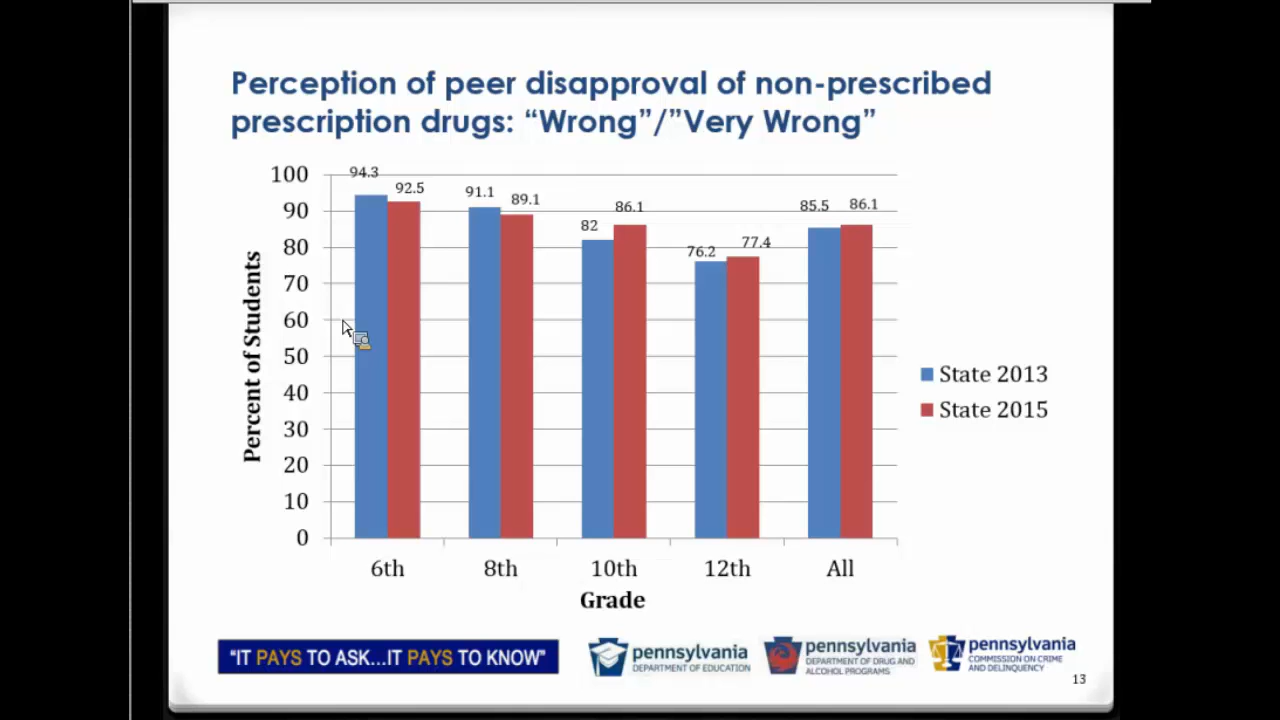 Perception of peer disapproval of non-prescribed
prescription drugs: “Wrong”/”Very Wrong”
100
90
80
70
60
50
40
30
20
10
0
Percent of Students
94.3
92.5
91.1
89.1
82
86.1
76.2
77.4
85.5
86.1
6th
8th
10th
12th
All
Grade
State 2013
State 2015
“IT PAYS TO ASK...IT PAYS TO KNOW”
pennsylvania
DEPARTMENT OF EDUCATION
pennsylvania
DEPARTMENT OF DRUG AND
ALCOHOL PROGRAMS
pennsylvania
COMMISSION ON CRIME
AND DELINQUENCY
13